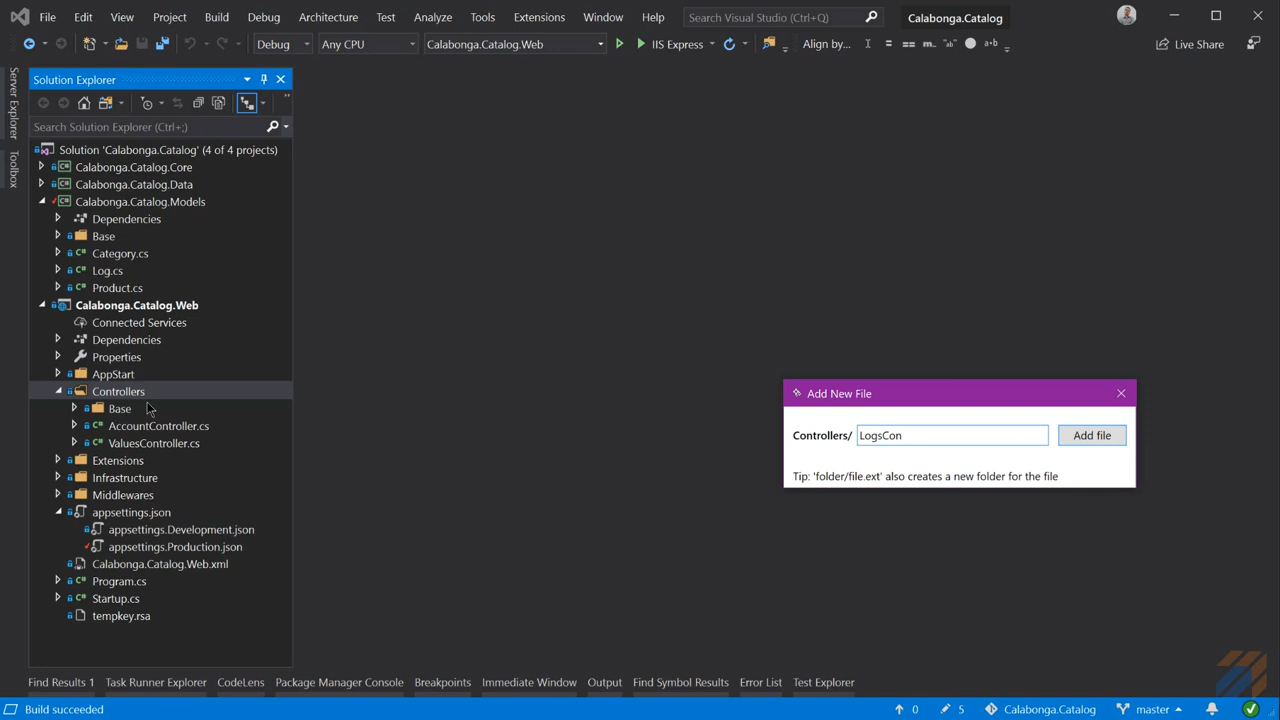 File Edit View Project Build Debug Architecture Test Analyze Tools Extensions Window Help Search Visual Studio (Ctrl+Q) Calabonga.Catalog
Debug Any CPU Calabonga.Catalog.Web IIS Express Align by... Live Share
Server Explorer
Toolbox
Solution Explorer
Search Solution Explorer (Ctrl+;)
Solution 'Calabonga.Catalog' (4 of 4 projects)
Calabonga.Catalog.Core
Calabonga.Catalog.Data
Calabonga.Catalog.Models
Dependencies
Base
Category.cs
Log.cs
Product.cs
Calabonga.Catalog.Web
Connected Services
Dependencies
Properties
AppStart
Controllers
Base
AccountController.cs
ValuesController.cs
Extensions
Infrastructure
Middlewares
appsettings.json
appsettings.Development.json
appsettings.Production.json
Calabonga.Catalog.Web.xml
Program.cs
Startup.cs
tempkey.rsa
Add New File
Controllers/ LogsCon Add file
Tip: 'folder/file.ext' also creates a new folder for the file
Find Results 1 Task Runner Explorer CodeLens Package Manager Console Breakpoints Immediate Window Output Find Symbol Results Error List Test Explorer
Build succeeded 0 5 Calabonga.Catalog master